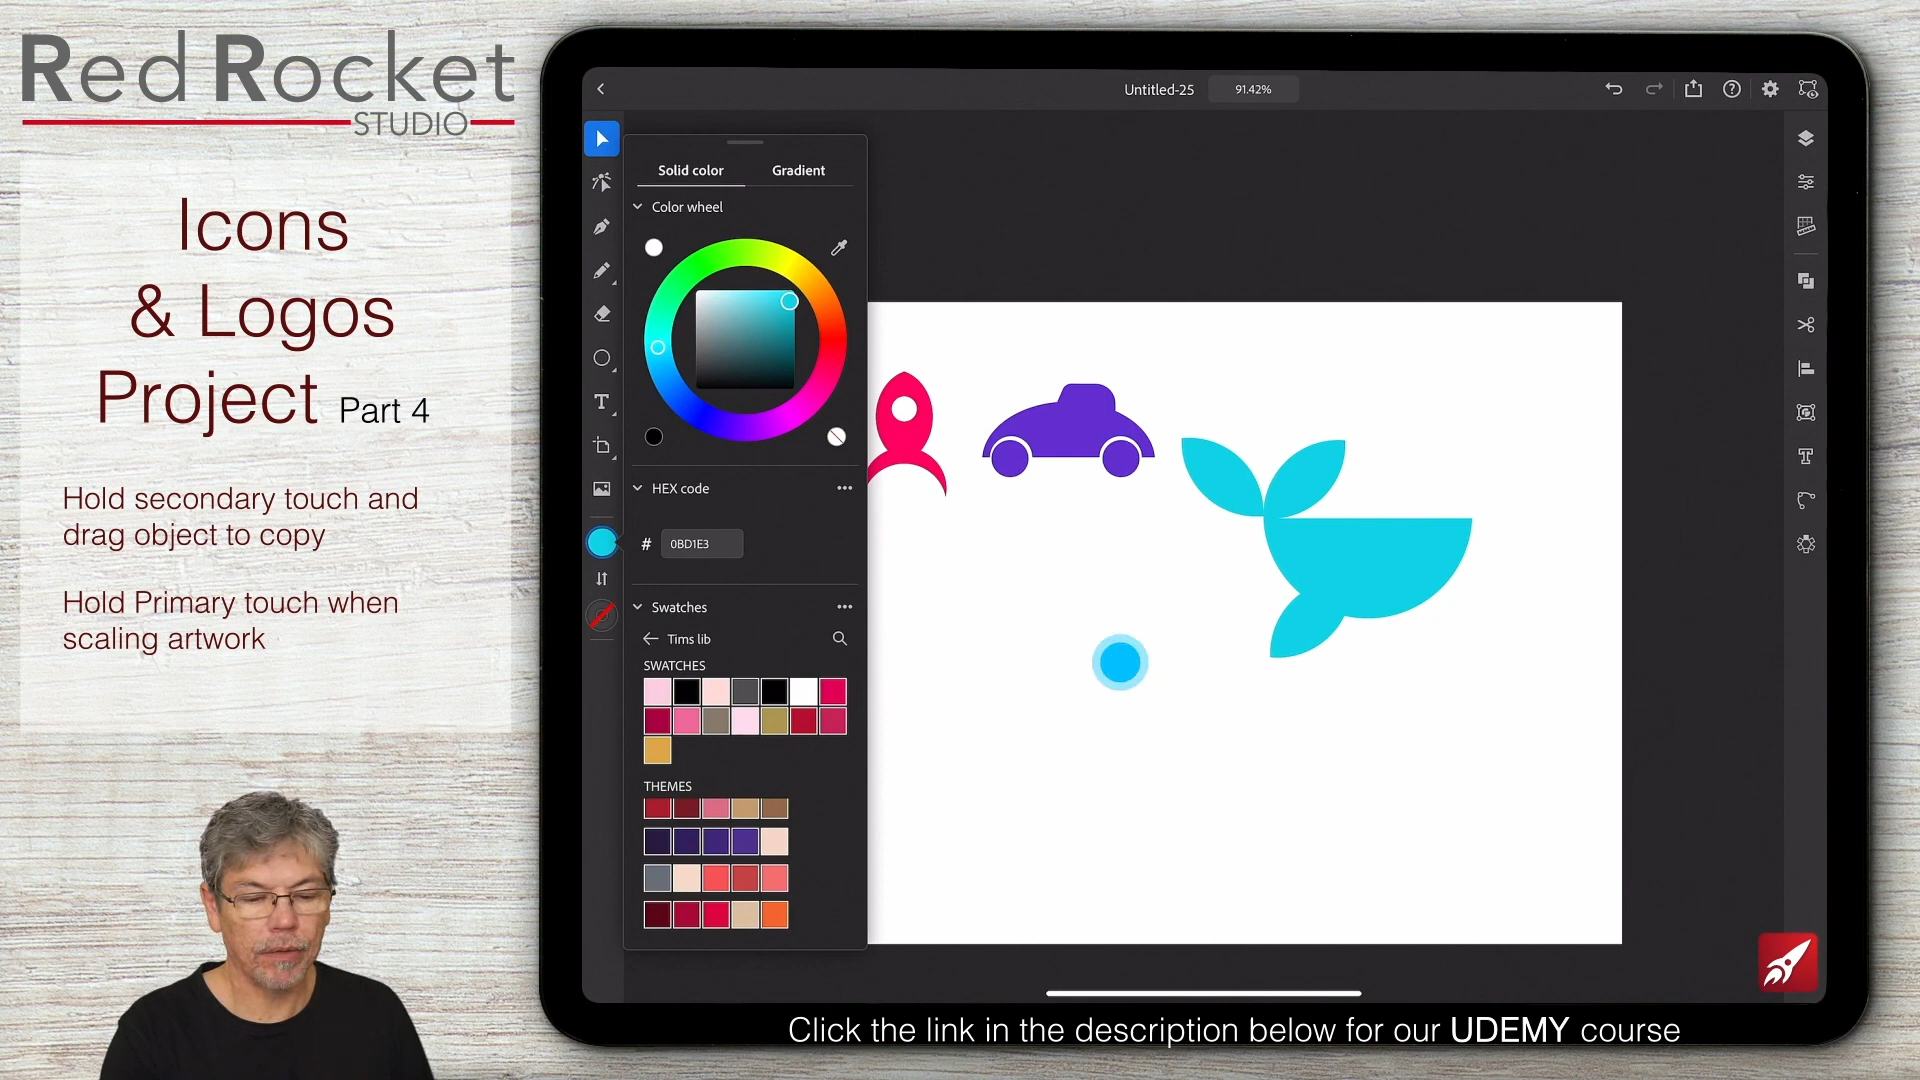 Red Rocket
STUDIO
Icons
& Logos
Project Part 4
Hold secondary touch and
drag object to copy
Hold Primary touch when
scaling artwork
Untitled-25
91.42%
Solid color
Gradient
Color wheel
HEX code
# 0BD1E3
Swatches
Tims lib
SWATCHES
THEMES
Click the link in the description below for our UDEMY course